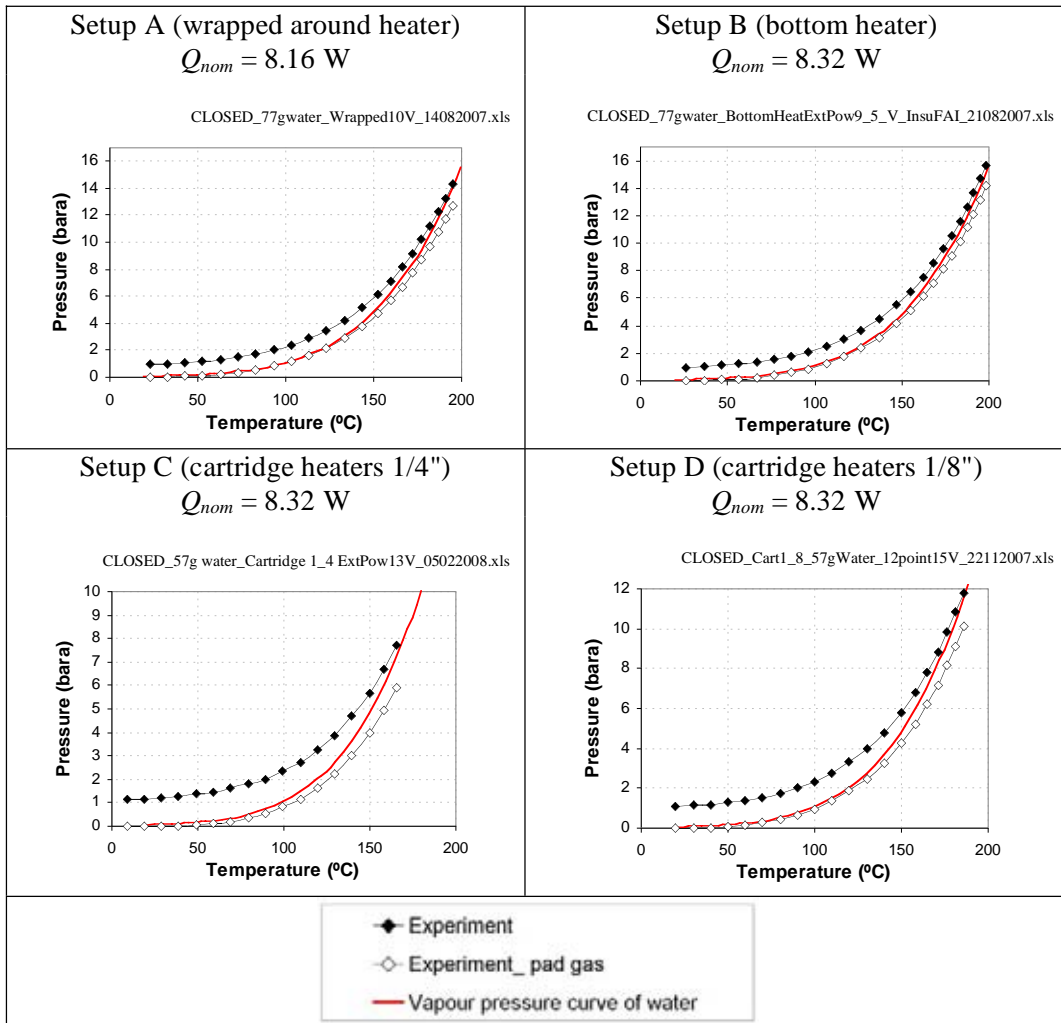 Setup A (wrapped around heater)
Qnom = 8.16 W
CLOSED_77gwater_Wrapped10V_14082007.xls
16
14
12
10
8
6
4
2
0
Pressure (bara)
0 50 100 150 200
Temperature (ºC)
Setup B (bottom heater)
Qnom = 8.32 W
CLOSED_77gwater_BottomHeatExtPow9_5_V_InsuFAI_21082007.xls
16
14
12
10
8
6
4
2
0
Pressure (bara)
0 50 100 150 200
Temperature (ºC)
Setup C (cartridge heaters 1/4")
Qnom = 8.32 W
CLOSED_57g water_Cartridge 1_4 ExtPow13V_05022008.xls
10
9
8
7
6
5
4
3
2
1
0
Pressure (bara)
0 50 100 150 200
Temperature (ºC)
Setup D (cartridge heaters 1/8")
Qnom = 8.32 W
CLOSED_Cart1_8_57gWater_12point15V_22112007.xls
12
10
8
6
4
2
0
Pressure (bara)
0 50 100 150 200
Temperature (ºC)
Experiment
Experiment_ pad gas
Vapour pressure curve of water